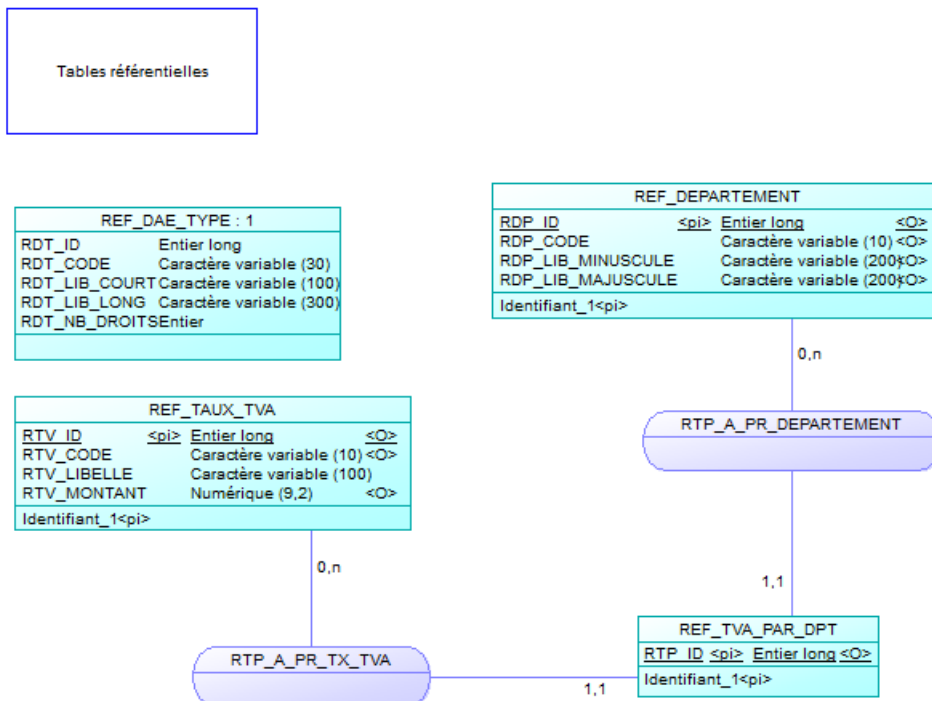 Tables référentielles
REF_DAE_TYPE : 1
RDT_ID Entier long
RDT_CODE Caractère variable (30)
RDT_LIB_COURT Caractère variable (100)
RDT_LIB_LONG Caractère variable (300)
RDT_NB_DROITS Entier
REF_DEPARTEMENT
RDP_ID <pi> Entier long <O>
RDP_CODE Caractère variable (10) <O>
RDP_LIB_MINUSCULE Caractère variable (200) <O>
RDP_LIB_MAJUSCULE Caractère variable (200) <O>
Identifiant_1 <pi>
0,n
REF_TAUX_TVA
RTV_ID <pi> Entier long <O>
RTV_CODE Caractère variable (10) <O>
RTV_LIBELLE Caractère variable (100)
RTV_MONTANT Numérique (9,2) <O>
Identifiant_1 <pi>
RTP_A_PR_DEPARTEMENT
0,n
1,1
REF_TVA_PAR_DPT
RTP_ID <pi> Entier long <O>
Identifiant_1 <pi>
RTP_A_PR_TX_TVA
1,1